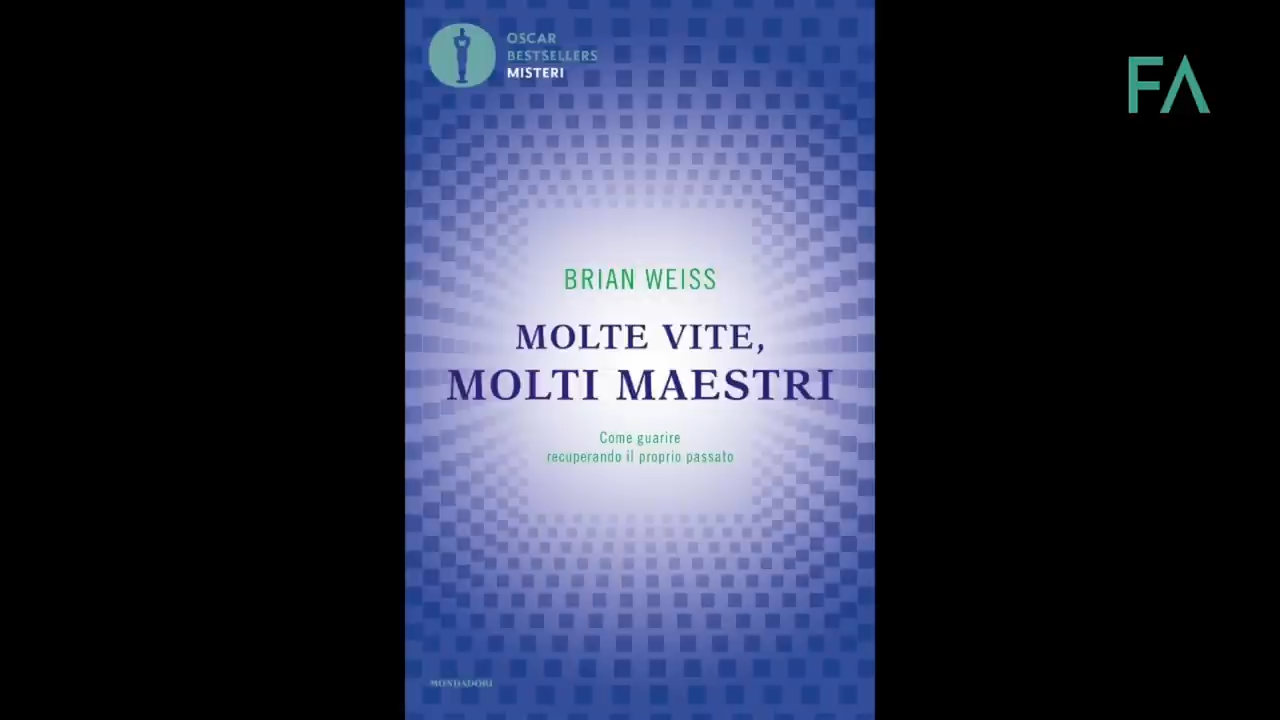 OSCAR
BESTSELLERS
MISTERI
FA
BRIAN WEISS
MOLTE VITE,
MOLTI MAESTRI
Come guarire
recuperando il proprio passato
MONDADORI